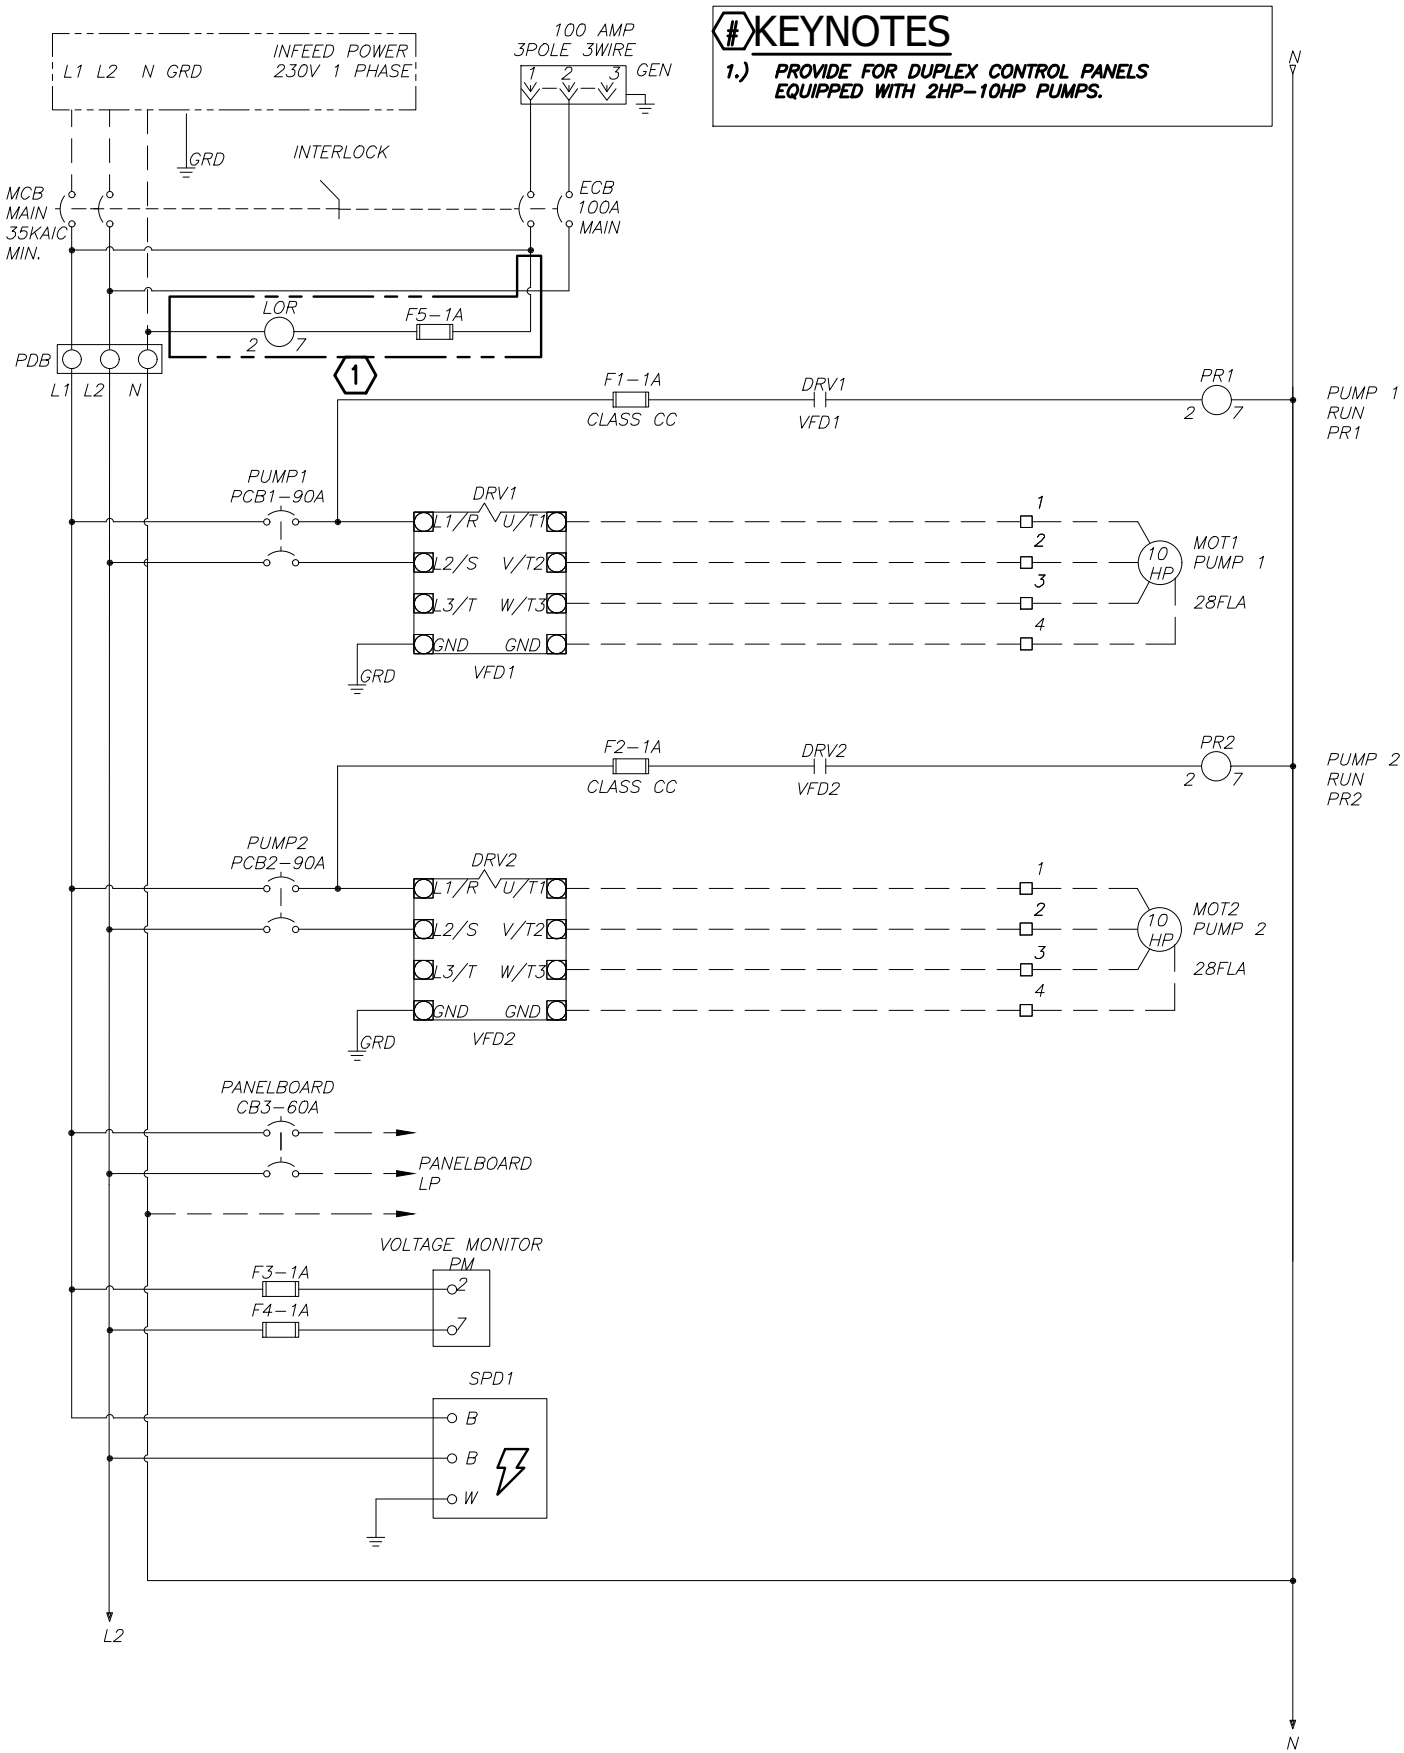 # KEYNOTES
1.) PROVIDE FOR DUPLEX CONTROL PANELS
EQUIPPED WITH 2HP-10HP PUMPS.
INFEED POWER
230V 1 PHASE
L1 L2 N GRD
100 AMP
3POLE 3WIRE
1 2 3 GEN
N
GRD
INTERLOCK
MCB
MAIN
35KAIC
MIN.
ECB
100A
MAIN
LOR
2 7
F5-1A
PDB
L1 L2 N
1
F1-1A
CLASS CC
DRV1
VFD1
PR1
2 7
PUMP 1
RUN
PR1
PUMP1
PCB1-90A
DRV1
L1/R U/T1
L2/S V/T2
L3/T W/T3
GND GND
VFD1
GRD
1
2
3
4
10
HP
MOT1
PUMP 1
28FLA
F2-1A
CLASS CC
DRV2
VFD2
PR2
2 7
PUMP 2
RUN
PR2
PUMP2
PCB2-90A
DRV2
L1/R U/T1
L2/S V/T2
L3/T W/T3
GND GND
VFD2
GRD
1
2
3
4
10
HP
MOT2
PUMP 2
28FLA
PANELBOARD
CB3-60A
PANELBOARD
LP
VOLTAGE MONITOR
PM
F3-1A
2
F4-1A
7
SPD1
B
B
W
L2
N